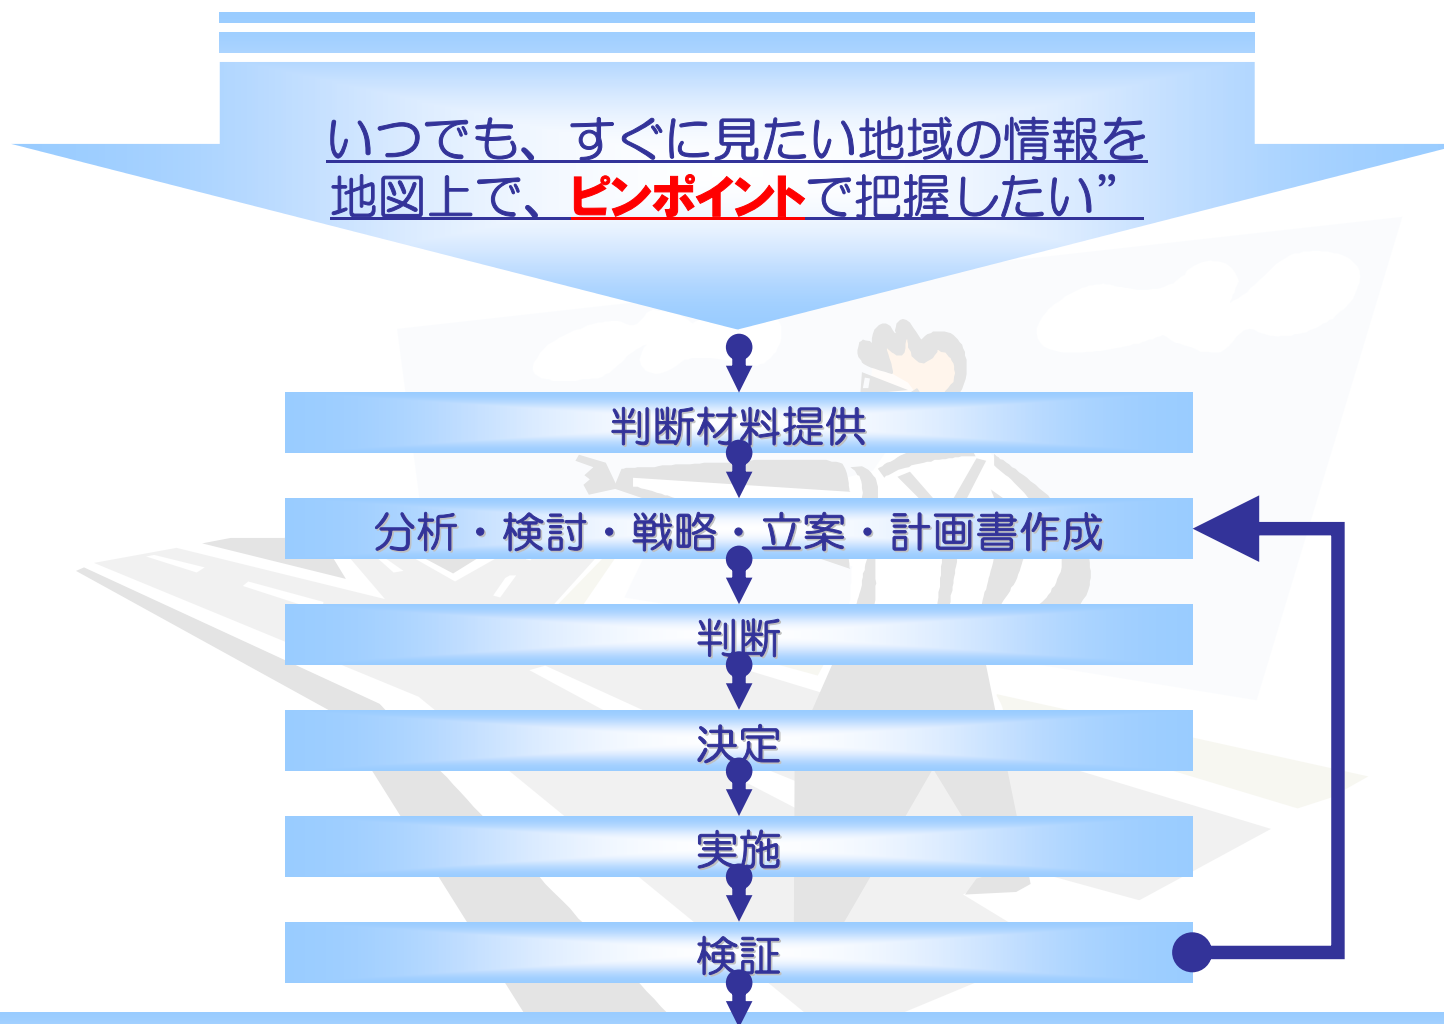 いつでも、すぐに見たい地域の情報を
地図上で、ピンポイントで把握したい”
判断材料提供
分析・検討・戦略・立案・計画書作成
判断
決定
実施
検証